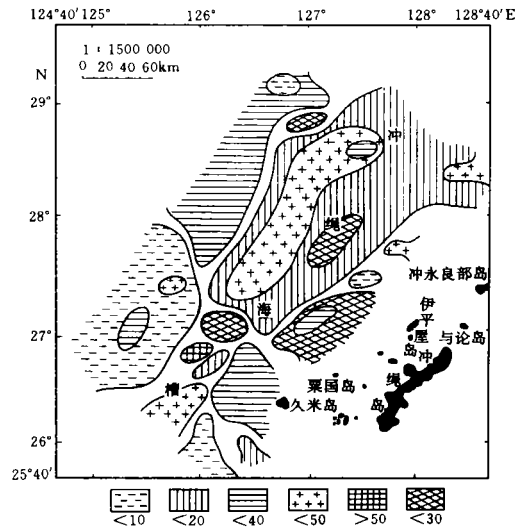 124°40′ 125° 126° 127° 128° 40′E
1∶1500 000
0 20 40 60km
N
29°
冲
28°
绳
冲永良部岛
海
伊平屋岛
与论岛
27°
冲绳岛
粟国岛
槽
久米岛
26°
25°40′
<10 <20 <40 <50 >50 <30